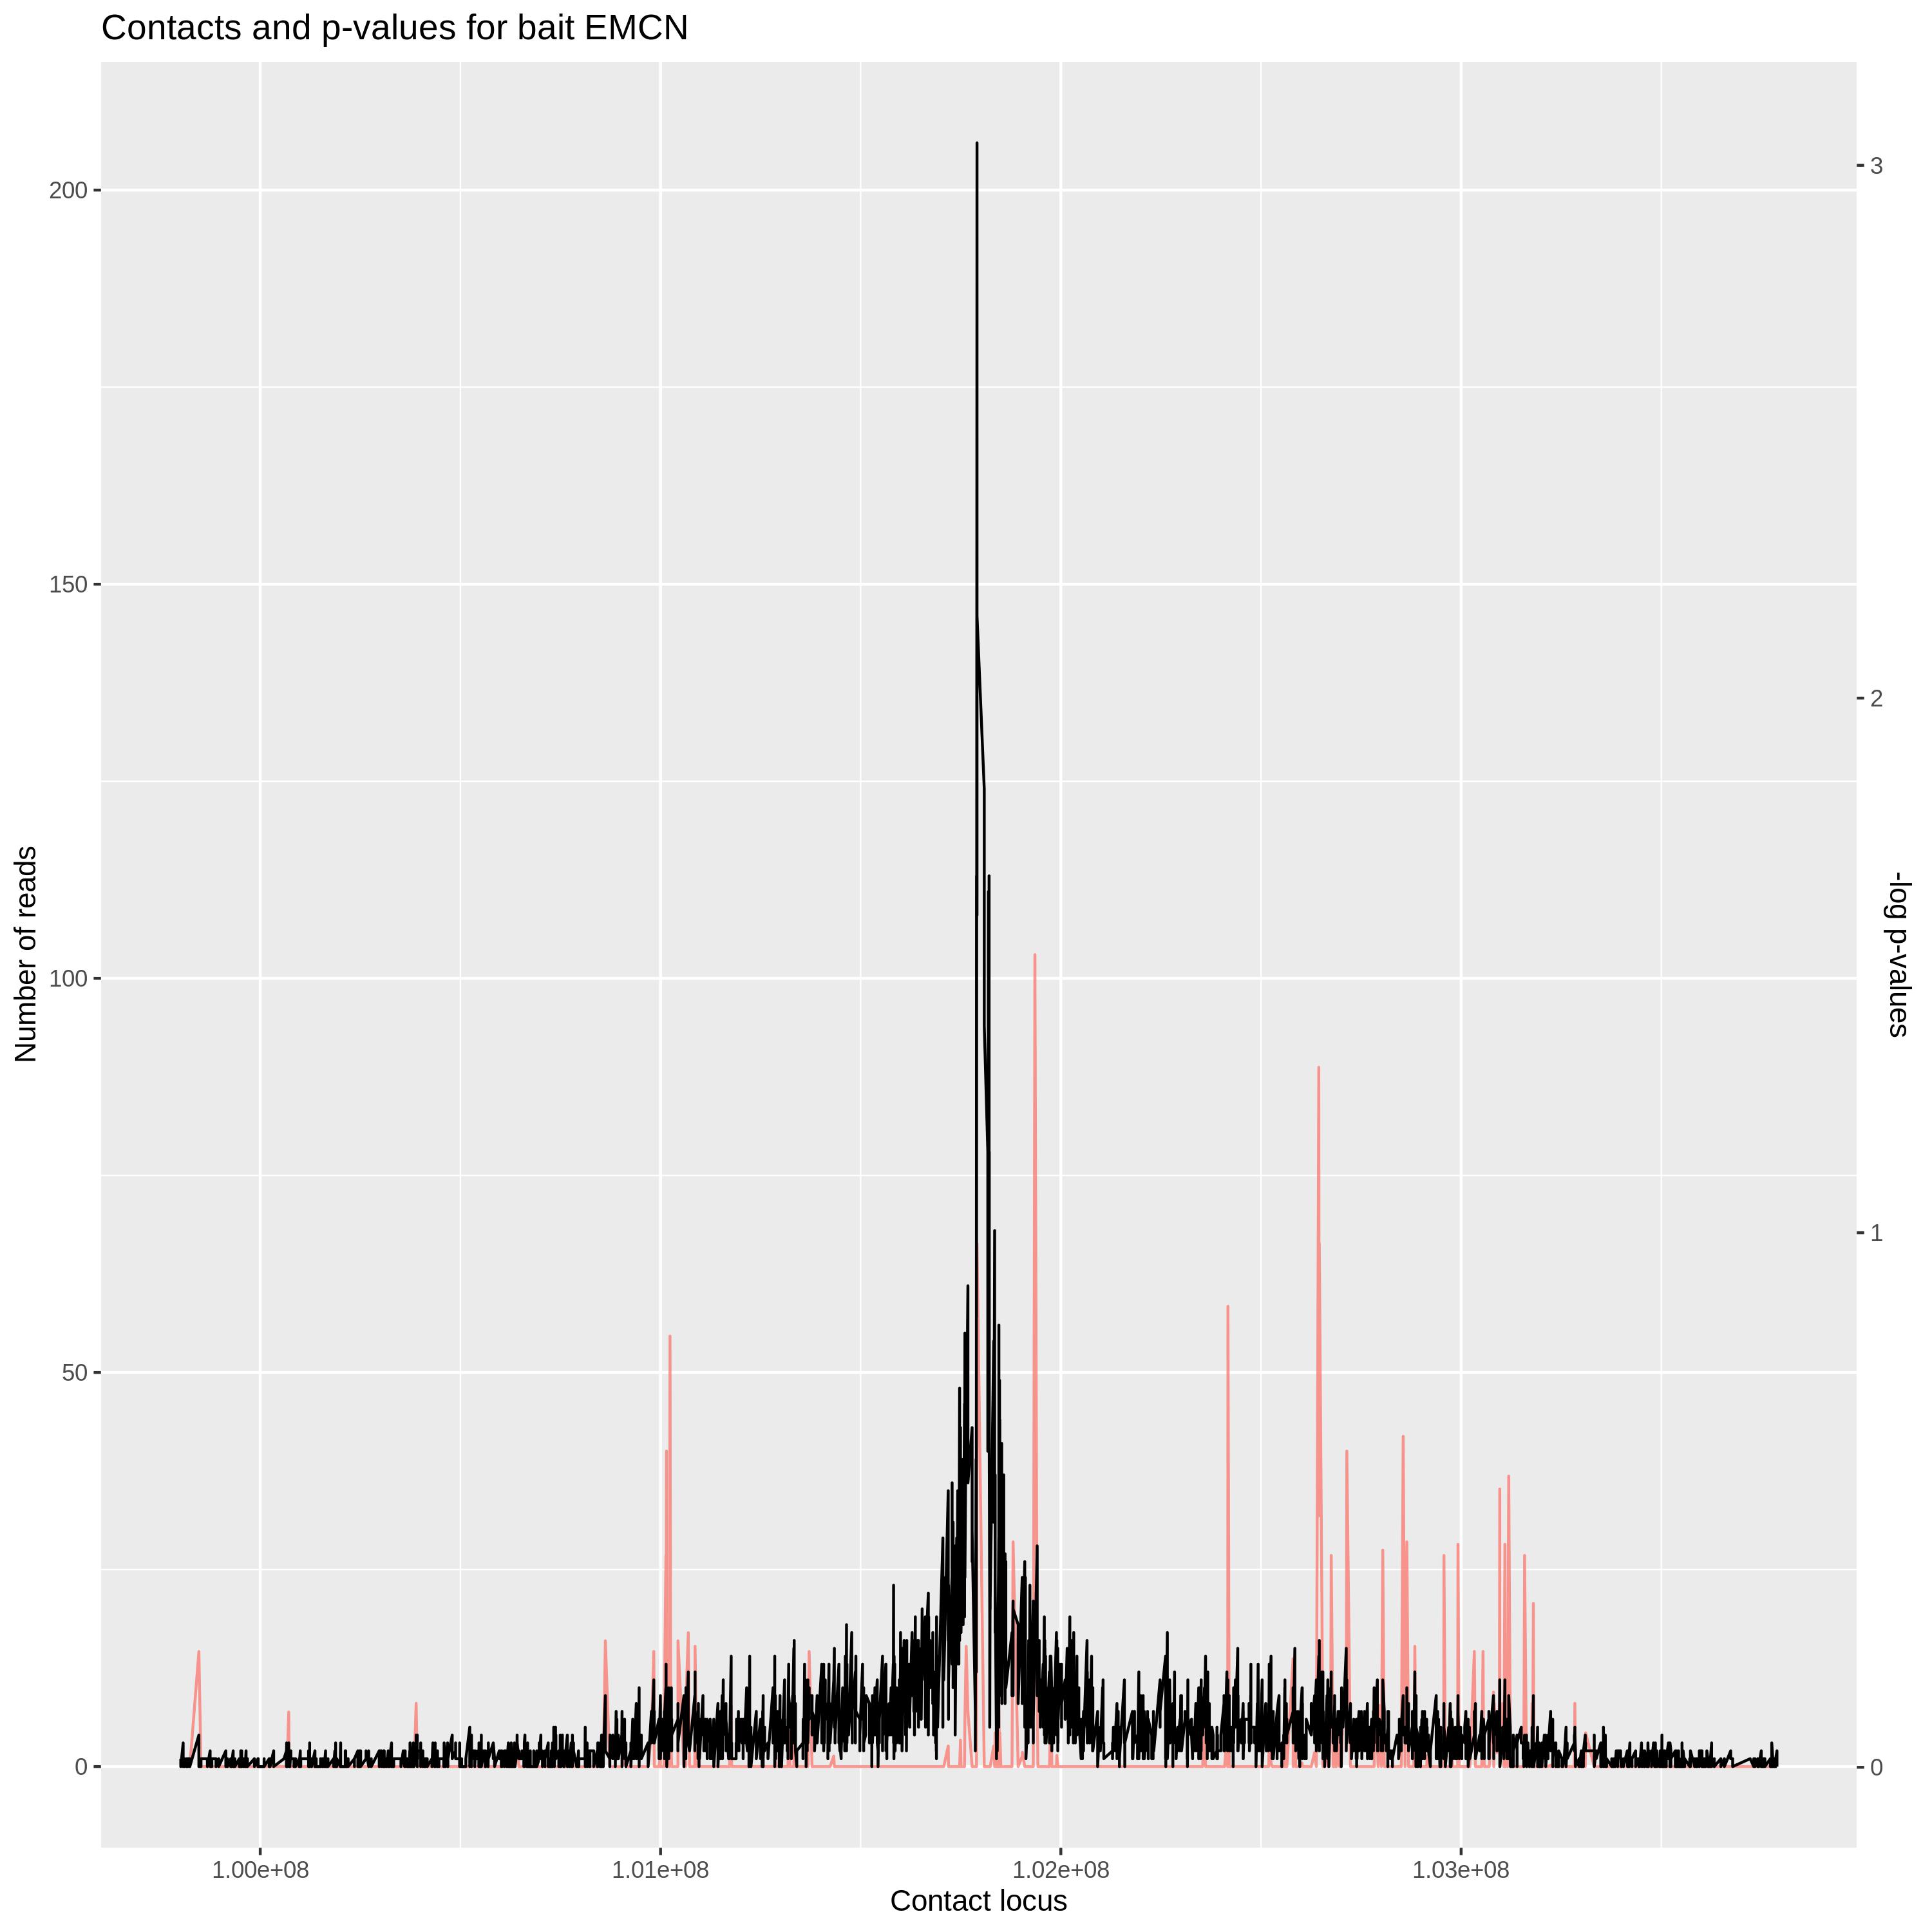 Contacts and p-values for bait EMCN
200
150
100
50
0
Number of reads
3
2
1
0
-log p-values
1.00e+08
1.01e+08
1.02e+08
1.03e+08
Contact locus